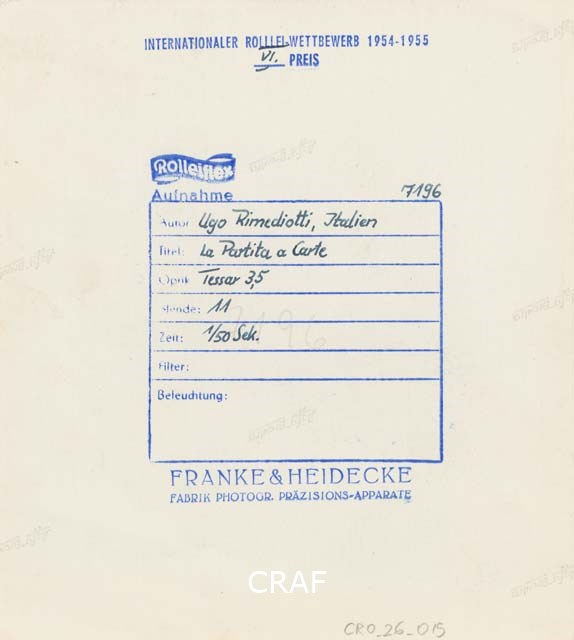 INTERNATIONALER ROLLEI-WETTBEWERB 1954-1955
VI. PREIS
Rolleiflex
Aufnahme 7196
Autor: Ugo Rimediotti, Italien
Titel: La Partita a Carte
Optik: Tessar 3,5
Blende: 11
7196
Zeit: 1/50 Sek.
Filter:
Beleuchtung:
FRANKE & HEIDECKE
FABRIK PHOTOGR. PRÄZISIONS-APPARATE
CRAF
CRO_26_015